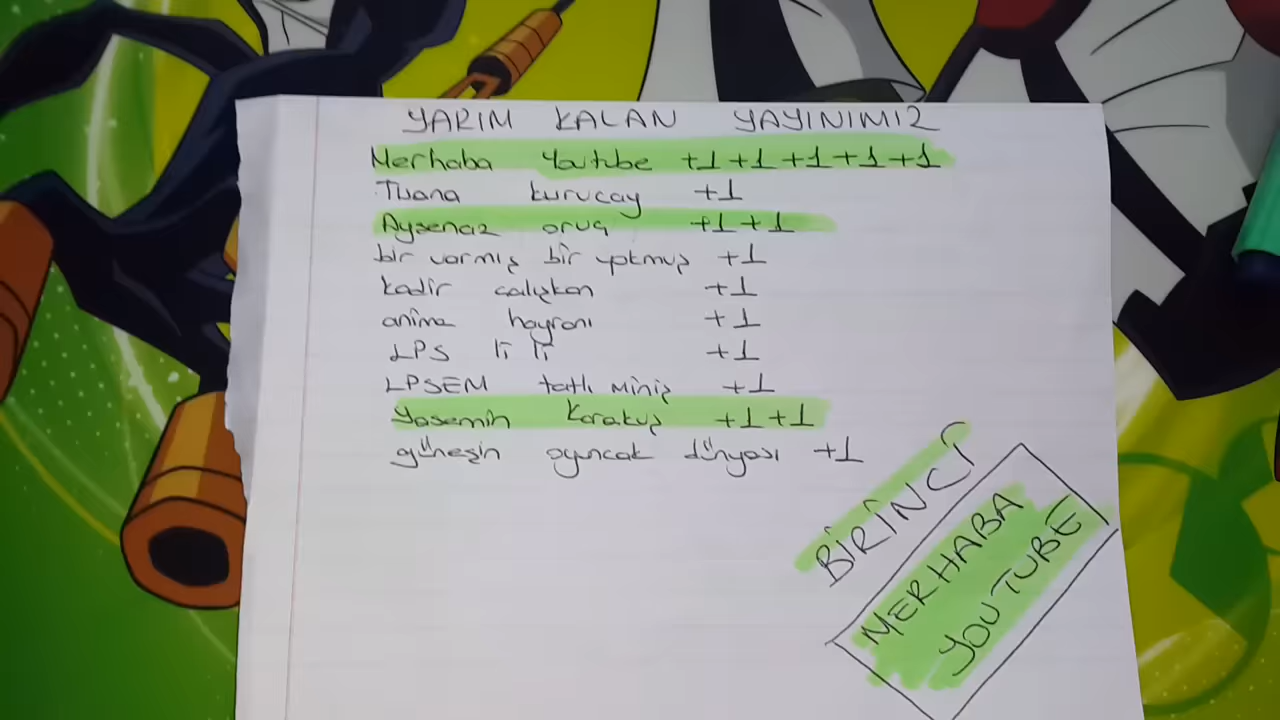 YARIM KALAN YAYINIMIZ
Merhaba Youtube +1 +1 +1 +1 +1
Tuana kurucay +1
Aysenaz oruç +1 +1
bir varmış bir yokmuş +1
kadir çalışkan +1
anime hayranı +1
LPS li li +1
LPSEM tatlı miniş +1
Yasemin Karakuş +1 +1
güneşin oyuncak dünyası +1
BİRİNCİ
MERHABA
YOUTUBE